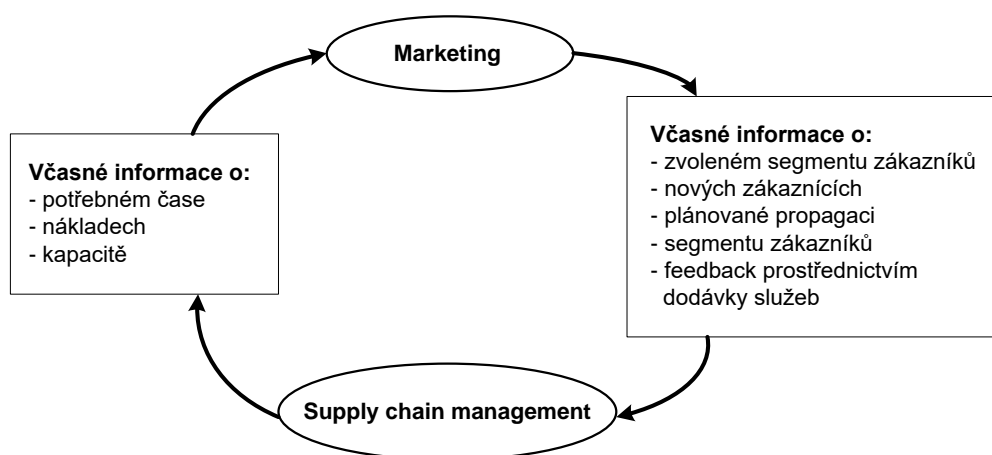 Marketing
Včasné informace o:
- potřebném čase
- nákladech
- kapacitě
Včasné informace o:
- zvoleném segmentu zákazníků
- nových zákaznících
- plánované propagaci
- segmentu zákazníků
- feedback prostřednictvím
dodávky služeb
Supply chain management